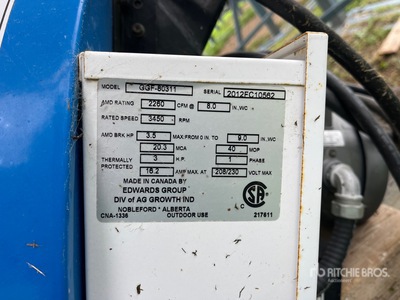 MODEL GGF-80311 SERIAL 2012FC10562
AMD RATING 2260 CFM @ 8.0 IN.WC
RATED SPEED 3450 RPM
AMD BRK HP 3.5 MAX.FROM 0 IN. TO 9.0 IN.WC
20.3 MCA 40 MOP
THERMALLY PROTECTED 3 H.P. 1 PHASE
16.2 AMP MAX. AT 208/230 VOLT MAX
MADE IN CANADA BY
EDWARDS GROUP
DIV of AG GROWTH IND
NOBLEFORD * ALBERTA
CNA-1336 OUTDOOR USE 217611
LC
RITCHIE BROS.